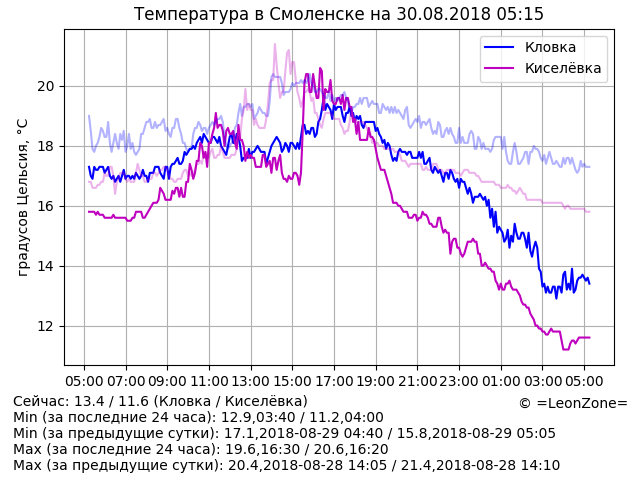 Температура в Смоленске на 30.08.2018 05:15
Кловка
Киселёвка
градусов Цельсия, °C
20
18
16
14
12
05:00 07:00 09:00 11:00 13:00 15:00 17:00 19:00 21:00 23:00 01:00 03:00 05:00
Сейчас: 13.4 / 11.6 (Кловка / Киселёвка)
© =LeonZone=
Min (за последние 24 часа): 12.9,03:40 / 11.2,04:00
Min (за предыдущие сутки): 17.1,2018-08-29 04:40 / 15.8,2018-08-29 05:05
Max (за последние 24 часа): 19.6,16:30 / 20.6,16:20
Max (за предыдущие сутки): 20.4,2018-08-28 14:05 / 21.4,2018-08-28 14:10